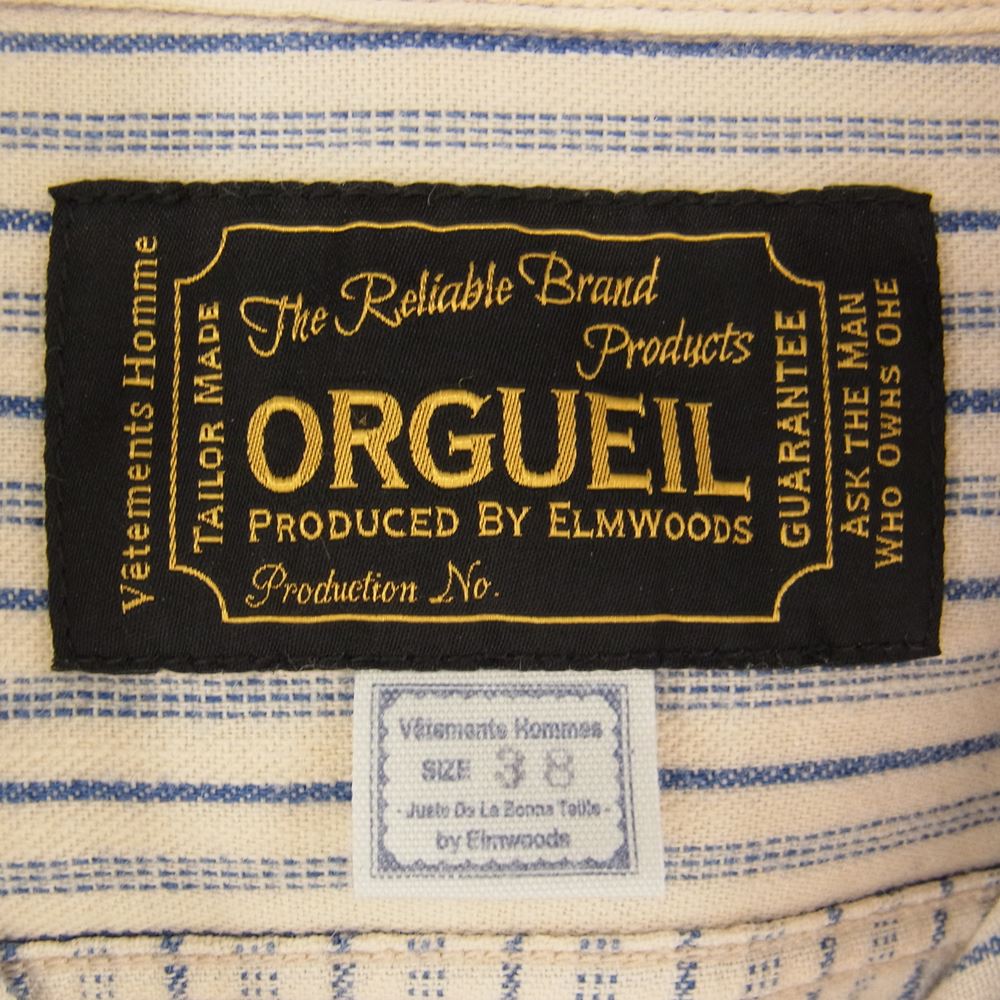 Vêtements Homme
TAILOR MADE
The Reliable Brand
Products
ORGUEIL
PRODUCED BY ELMWOODS
Production No.
GUARANTEE
ASK THE MAN
WHO OWHS OHE
Vêtements Hommes
SIZE 38
- Juste De La Bonne Taille -
by Elmwoods